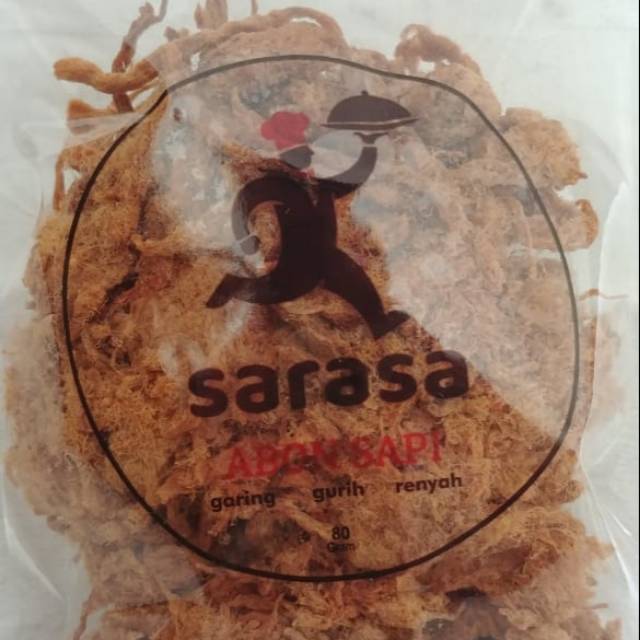 sarasa
ABON SAPI
garing gurih renyah
80
Gram